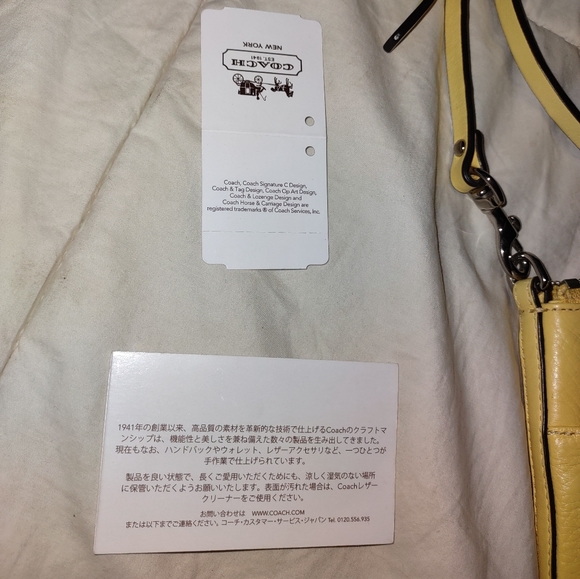 NEW YORK
EST. 1941
COACH
Coach, Coach Signature C Design,
Coach & Tag Design, Coach Op Art Design,
Coach & Lozenge Design and
Coach Horse & Carriage Design are
registered trademarks ® of Coach Services, Inc.
1941年の創業以来、高品質の素材を革新的な技術で仕上げるCoachのクラフトマ
ンシップは、機能性と美しさを兼ね備えた数々の製品を生み出してきました。
現在もなお、ハンドバックやウォレット、レザーアクセサリなど、一つひとつが
手作業で仕上げられています。
製品を良い状態で、長くご愛用いただくためにも、涼しく湿気のない場所
に保管いただくようお願いいたします。表面が汚れた場合は、Coachレザー
クリーナーをご使用ください。
お問い合わせは WWW.COACH.COM
または以下までご連絡ください。コーチ・カスタマー・サービス・ジャパン Tel. 0120.556.935